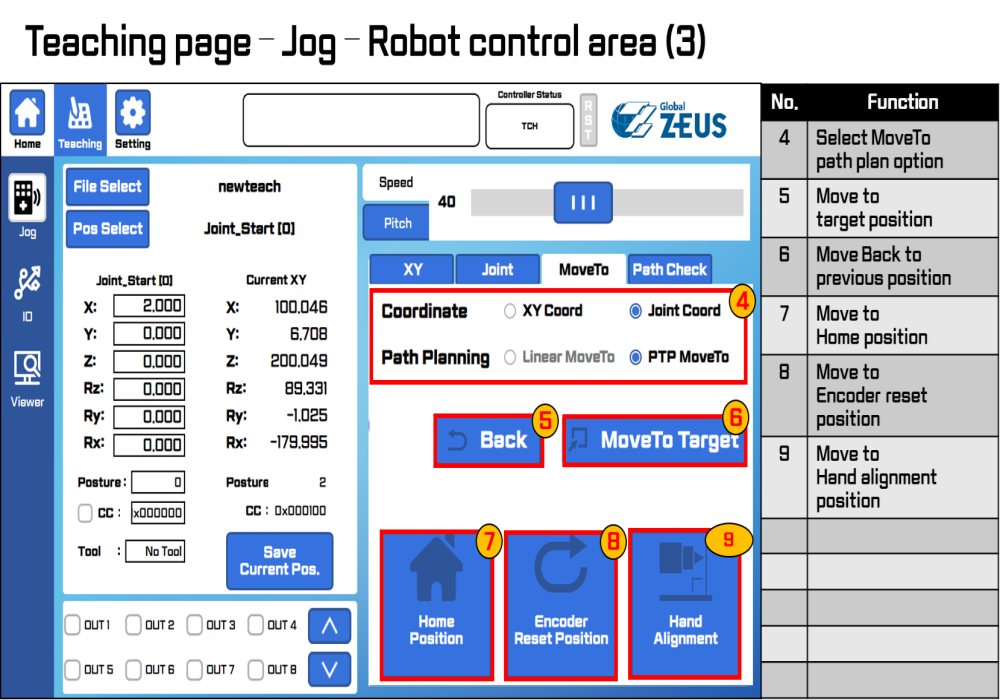 Teaching page – Jog – Robot control area (3)
Home
Teaching
Setting
Controller Status
TCH
RST
Global
ZEUS
Jog
IO
Viewer
File Select
newteach
Pos Select
Joint_Start [0]
Joint_Start [0]
Current XY
X: 2.000 X: 100.046
Y: 0.000 Y: 6.708
Z: 0.000 Z: 200.049
Rz: 0.000 Rz: 89.331
Ry: 0.000 Ry: -1.025
Rx: 0.000 Rx: -179.995
Posture: 0 Posture 2
CC : x000000 CC : 0x000100
Tool : No Tool
Save
Current Pos.
OUT 1 OUT 2 OUT 3 OUT 4
OUT 5 OUT 6 OUT 7 OUT 8
Speed
40
Pitch
XY Joint MoveTo Path Check
4
Coordinate XY Coord Joint Coord
Path Planning Linear MoveTo PTP MoveTo
5
Back
6
MoveTo Target
7
Home
Position
8
Encoder
Reset Position
9
Hand
Alignment
No. Function
4 Select MoveTo
path plan option
5 Move to
target position
6 Move Back to
previous position
7 Move to
Home position
8 Move to
Encoder reset
position
9 Move to
Hand alignment
position